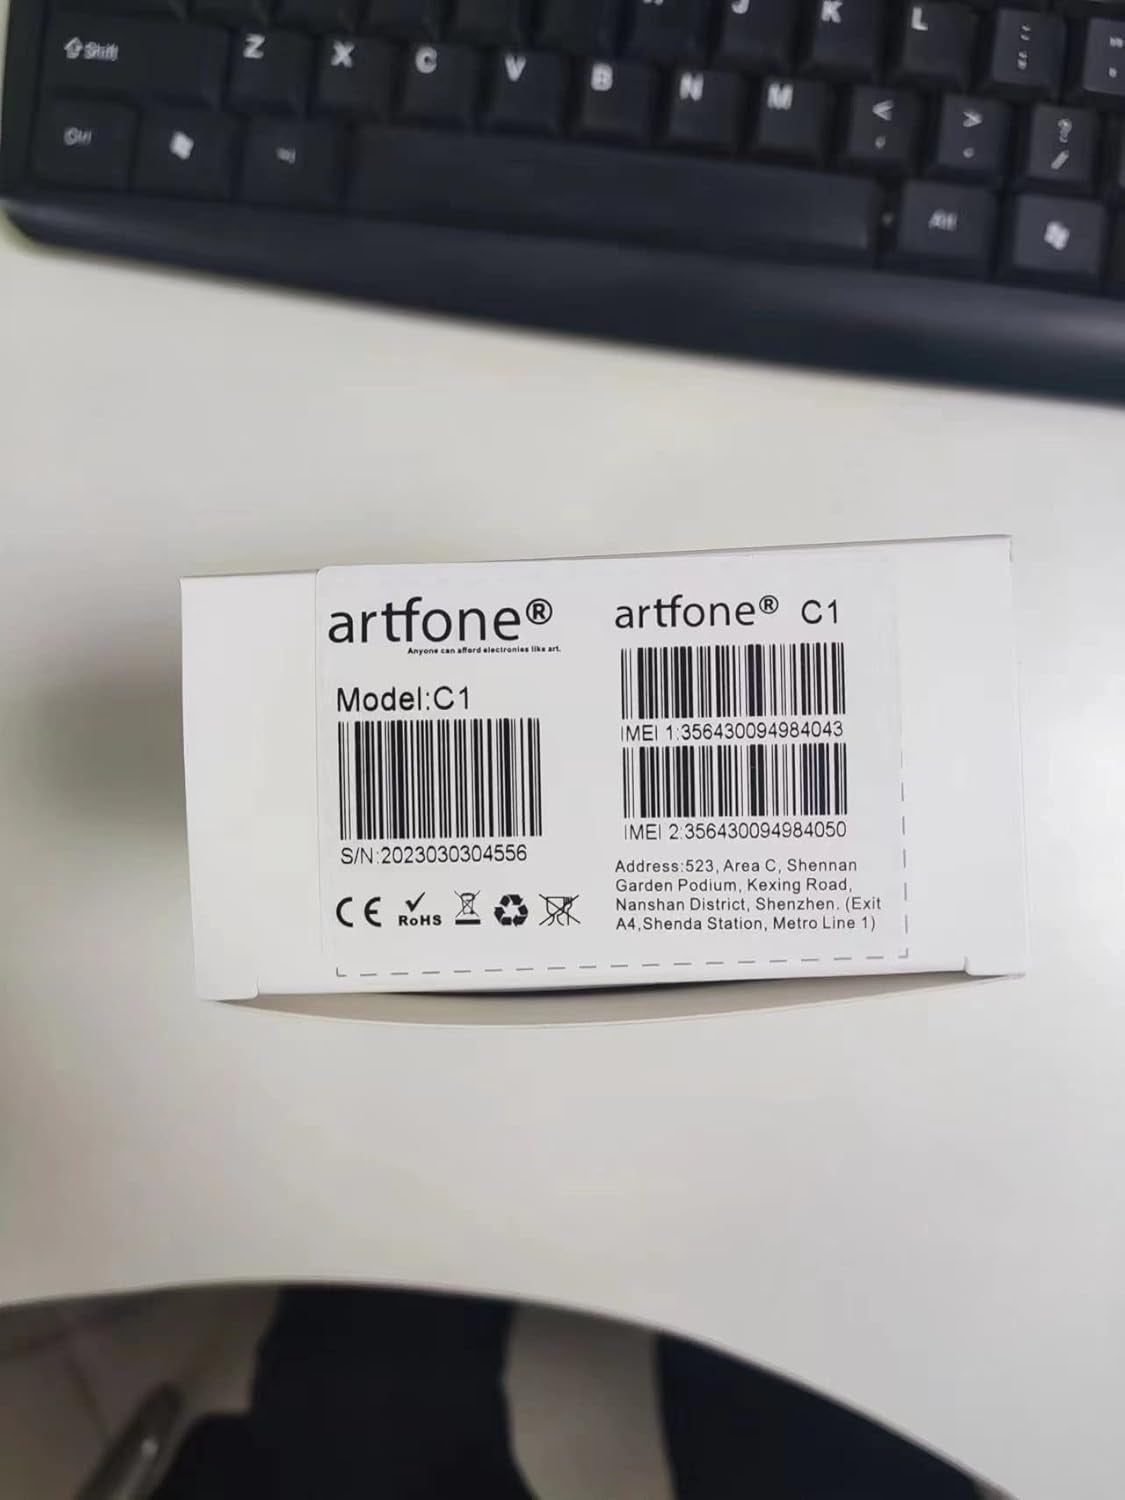 J K L
Shift Z X C V B N M < >
Ctrl Alt ? /
artfone®
Anyone can afford electronies like art.
Model:C1
S/N:2023030304556
CE RoHS
artfone® C1
IMEI 1:356430094984043
IMEI 2:356430094984050
Address:523, Area C, Shennan
Garden Podium, Kexing Road,
Nanshan District, Shenzhen. (Exit
A4,Shenda Station, Metro Line 1)